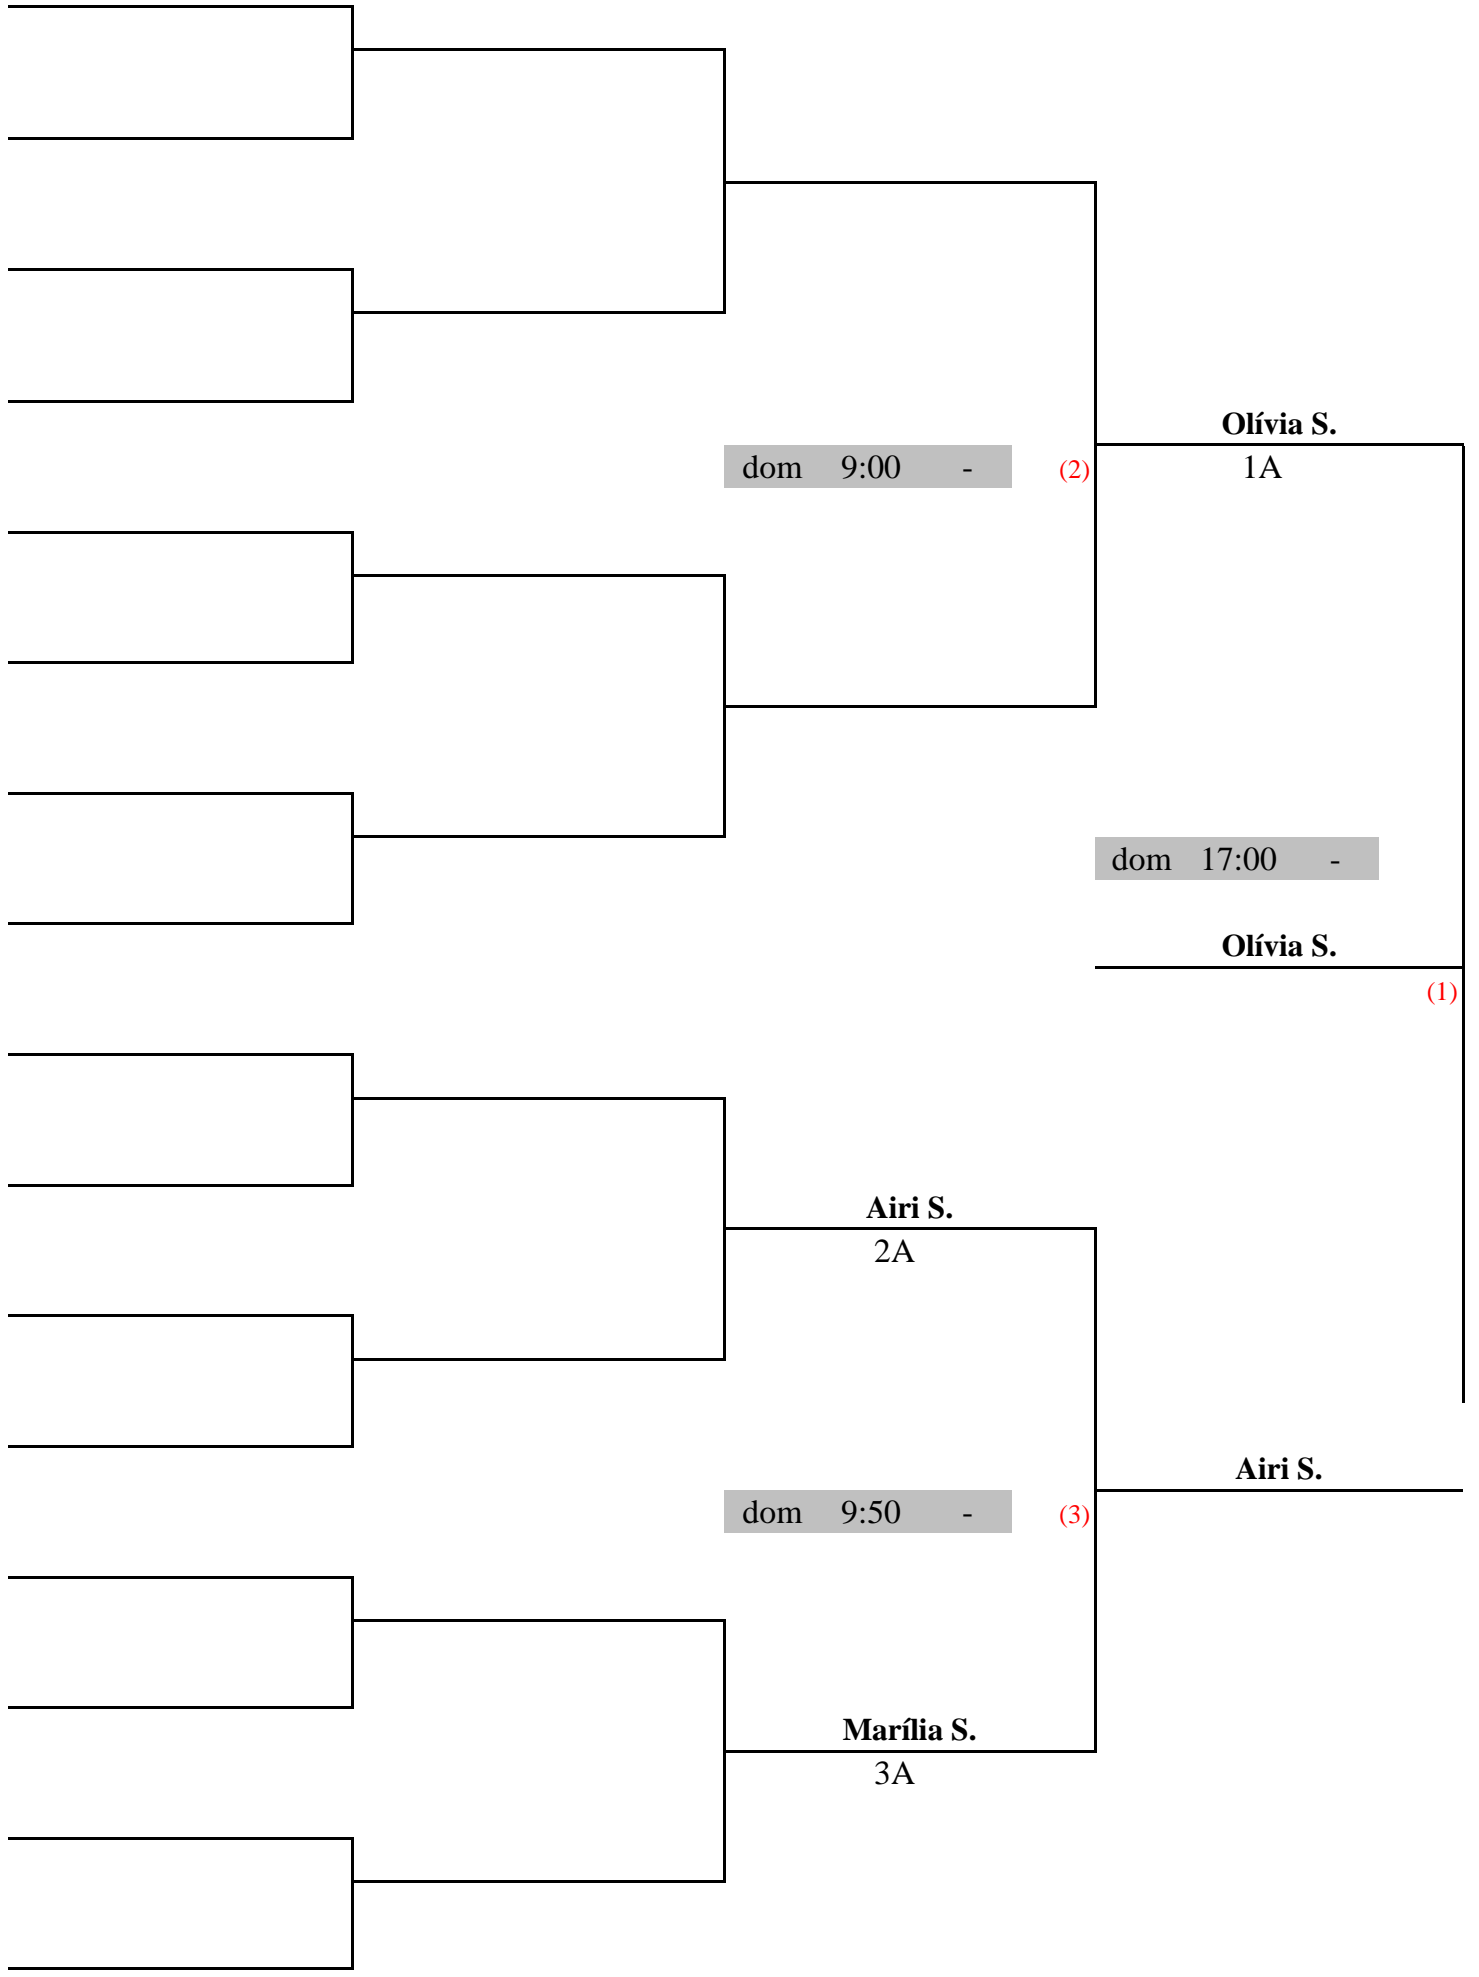 Olívia S.
dom 9:00 - (2) 1A
dom 17:00 -
Olívia S.
(1)
Airi S.
2A
Airi S.
dom 9:50 - (3)
Marília S.
3A